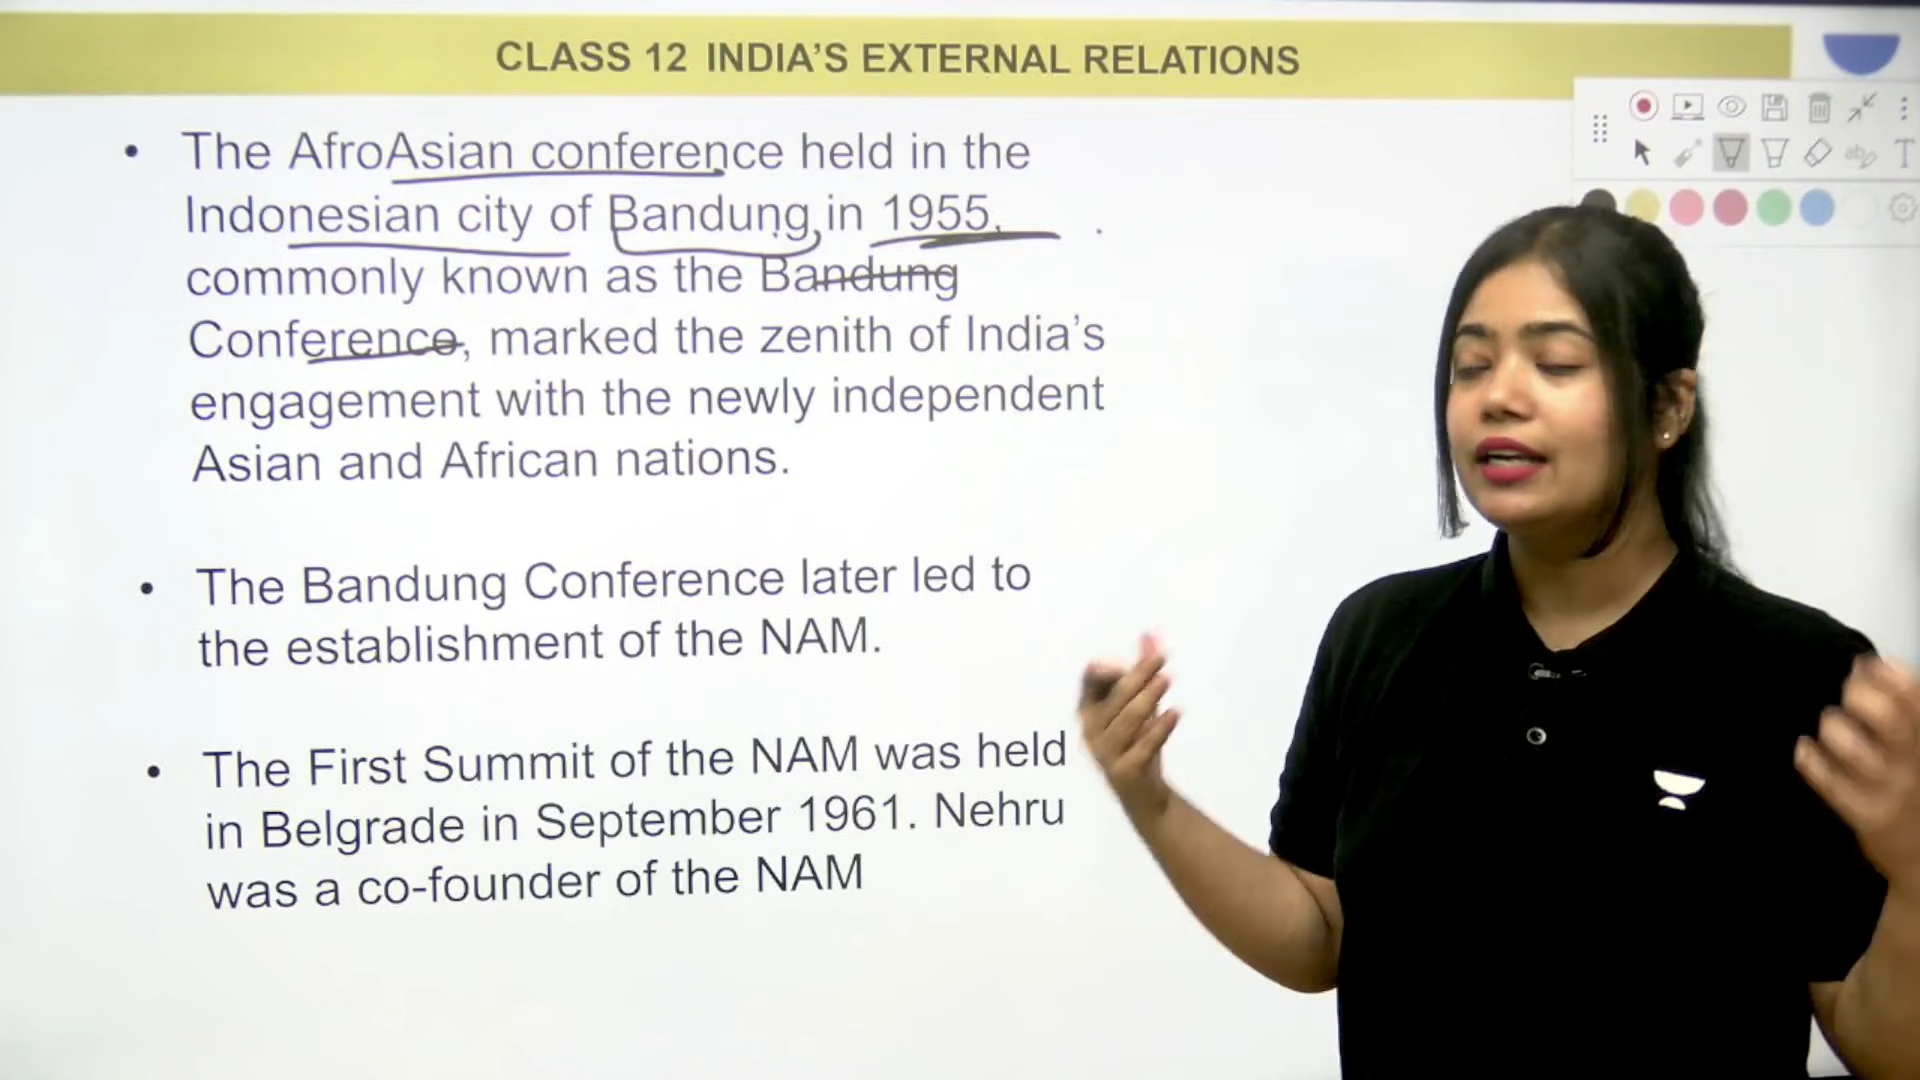 CLASS 12 INDIA'S EXTERNAL RELATIONS
• The AfroAsian conference held in the
Indonesian city of Bandung in 1955,
commonly known as the Bandung
Conference, marked the zenith of India's
engagement with the newly independent
Asian and African nations.
• The Bandung Conference later led to
the establishment of the NAM.
• The First Summit of the NAM was held
in Belgrade in September 1961. Nehru
was a co-founder of the NAM